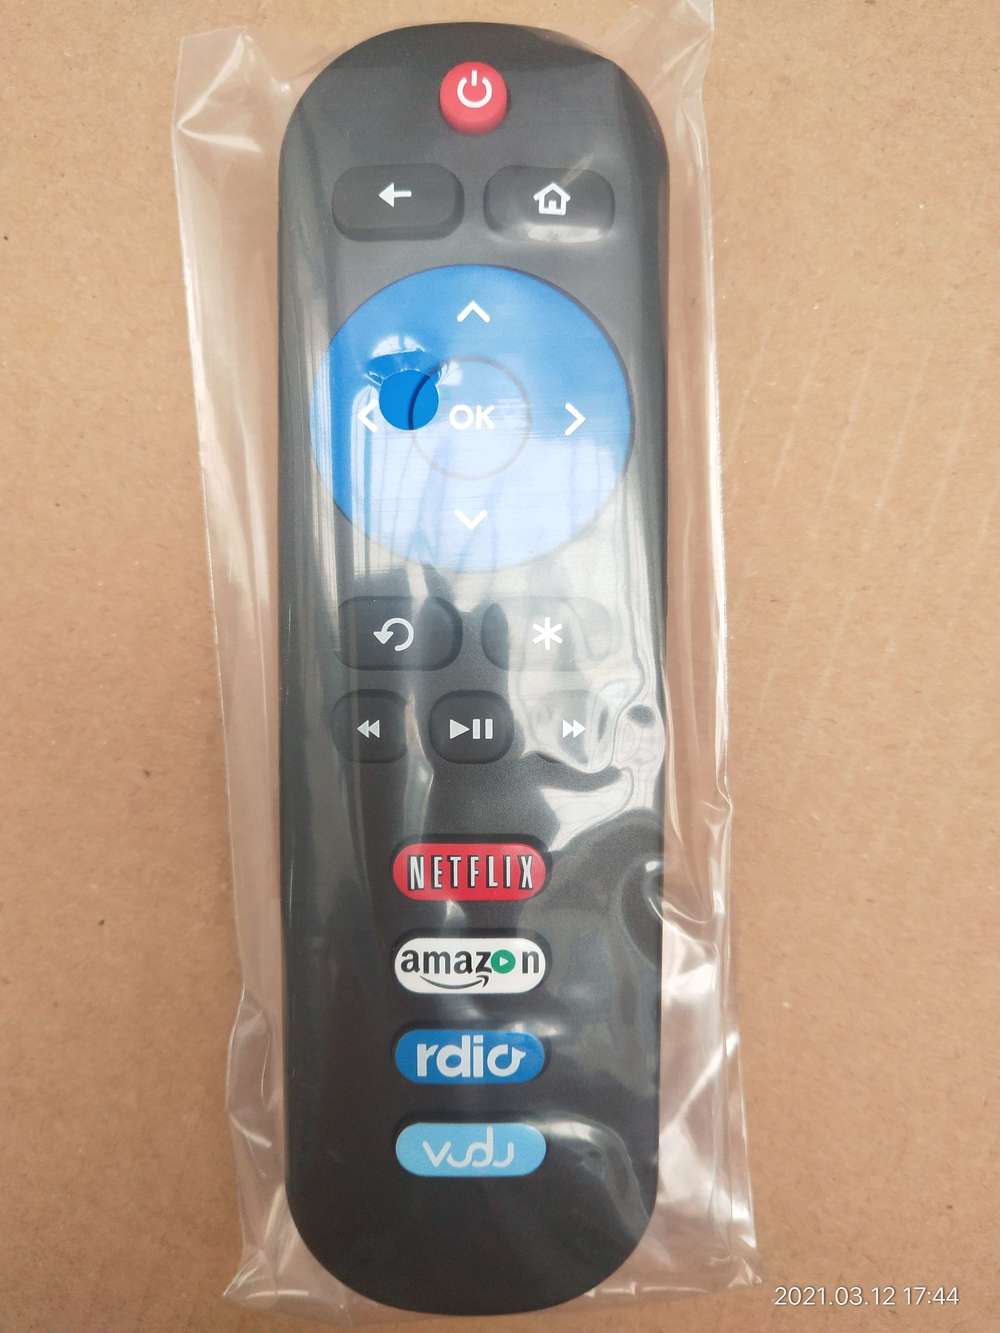 OK
NETFLIX
amazon
rdio
vudu
2021.03.12 17:44